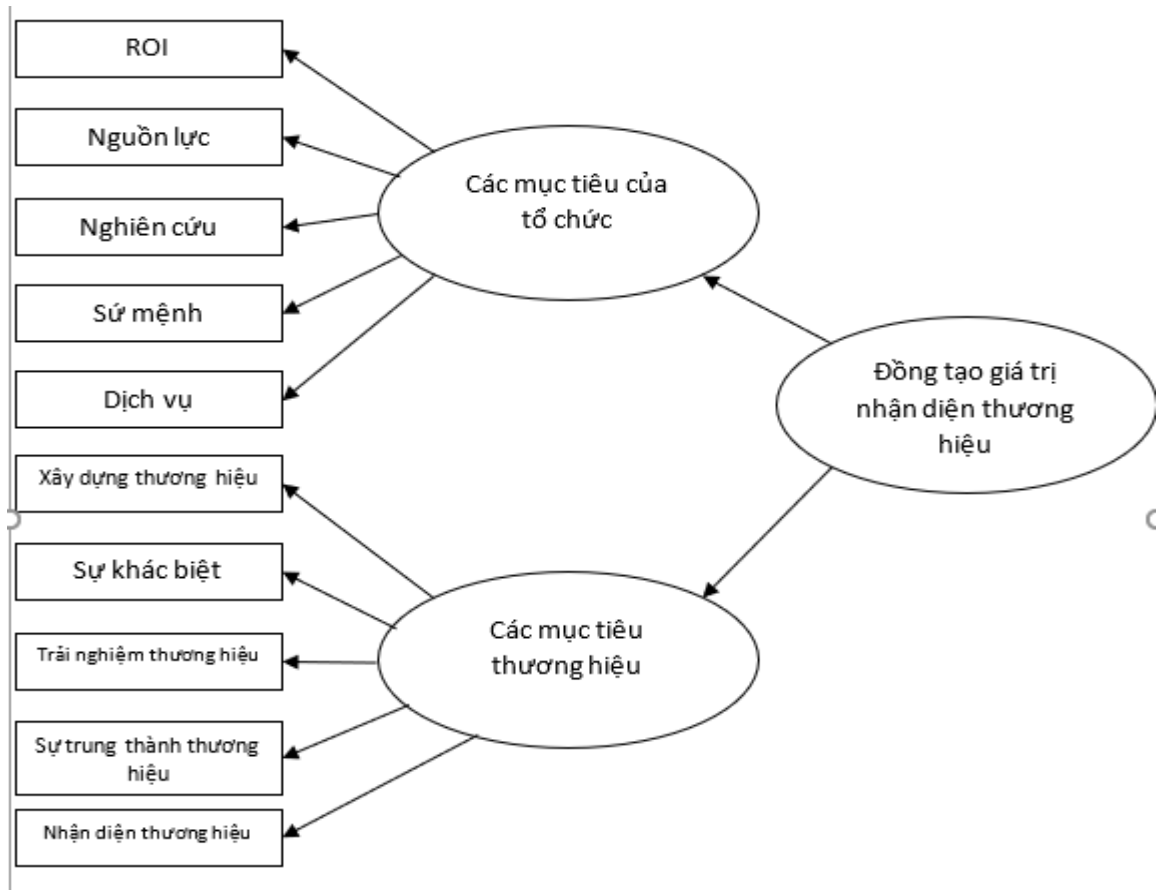 ROI
Nguồn lực
Nghiên cứu
Sứ mệnh
Dịch vụ
Xây dựng thương hiệu
Sự khác biệt
Trải nghiệm thương hiệu
Sự trung thành thương
hiệu
Nhận diện thương hiệu
Các mục tiêu của
tổ chức
Các mục tiêu
thương hiệu
Đồng tạo giá trị
nhận diện thương
hiệu